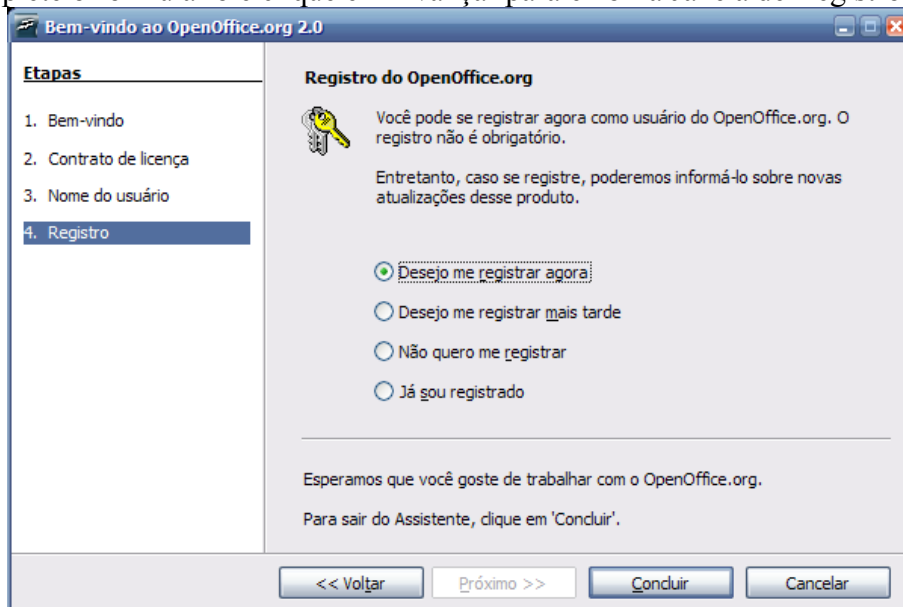 Bem-vindo ao OpenOffice.org 2.0
Etapas
1. Bem-vindo
2. Contrato de licença
3. Nome do usuário
4. Registro
Registro do OpenOffice.org
Você pode se registrar agora como usuário do OpenOffice.org. O
registro não é obrigatório.
Entretanto, caso se registre, poderemos informá-lo sobre novas
atualizações desse produto.
Desejo me registrar agora
Desejo me registrar mais tarde
Não quero me registrar
Já sou registrado
Esperamos que você goste de trabalhar com o OpenOffice.org.
Para sair do Assistente, clique em 'Concluir'.
<< Voltar
Próximo >>
Concluir
Cancelar